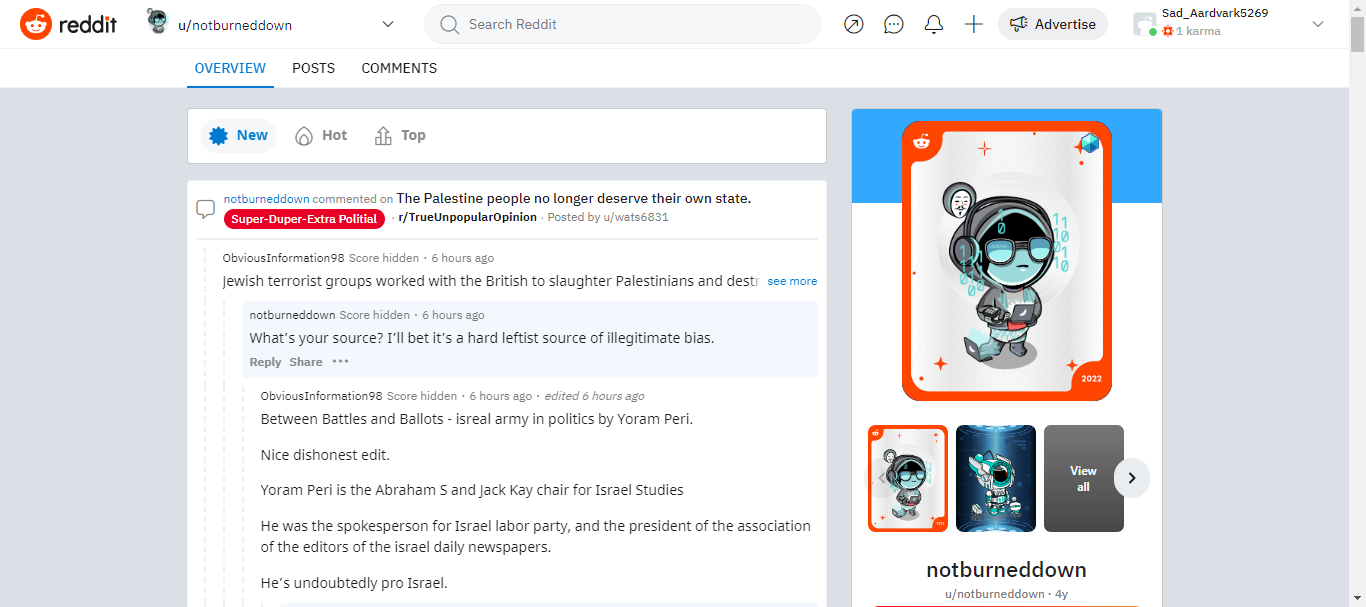 reddit
u/notburneddown
Search Reddit
Advertise
Sad_Aardvark5269
1 karma
OVERVIEW POSTS COMMENTS
New Hot Top
notburneddown commented on The Palestine people no longer deserve their own state.
Super-Duper-Extra Politial · r/TrueUnpopularOpinion · Posted by u/wats6831
ObviousInformation98 Score hidden · 6 hours ago
Jewish terrorist groups worked with the British to slaughter Palestinians and destr see more
notburneddown Score hidden · 6 hours ago
What's your source? I'll bet it's a hard leftist source of illegitimate bias.
Reply Share ···
ObviousInformation98 Score hidden · 6 hours ago · edited 6 hours ago
Between Battles and Ballots - isreal army in politics by Yoram Peri.
Nice dishonest edit.
Yoram Peri is the Abraham S and Jack Kay chair for Israel Studies
He was the spokesperson for Israel labor party, and the president of the association
of the editors of the israel daily newspapers.
He's undoubtedly pro Israel.
2022
View
all
notburneddown
u/notburneddown · 4y